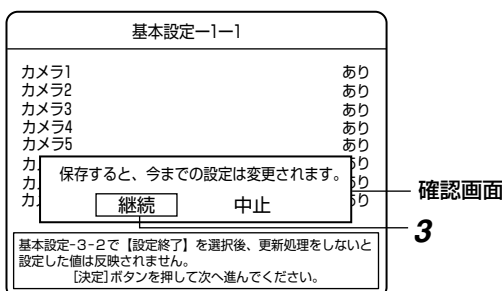 基本設定ー1ー1
カメラ1 あり
カメラ2 あり
カメラ3 あり
カメラ4 あり
カメラ5 あり
カ
カ
カ
保存すると、今までの設定は変更されます。
継続 中止
確認画面
3
基本設定-3-2で【設定終了】を選択後、更新処理をしないと
設定した値は反映されません。
[決定]ボタンを押して次へ進んでください。